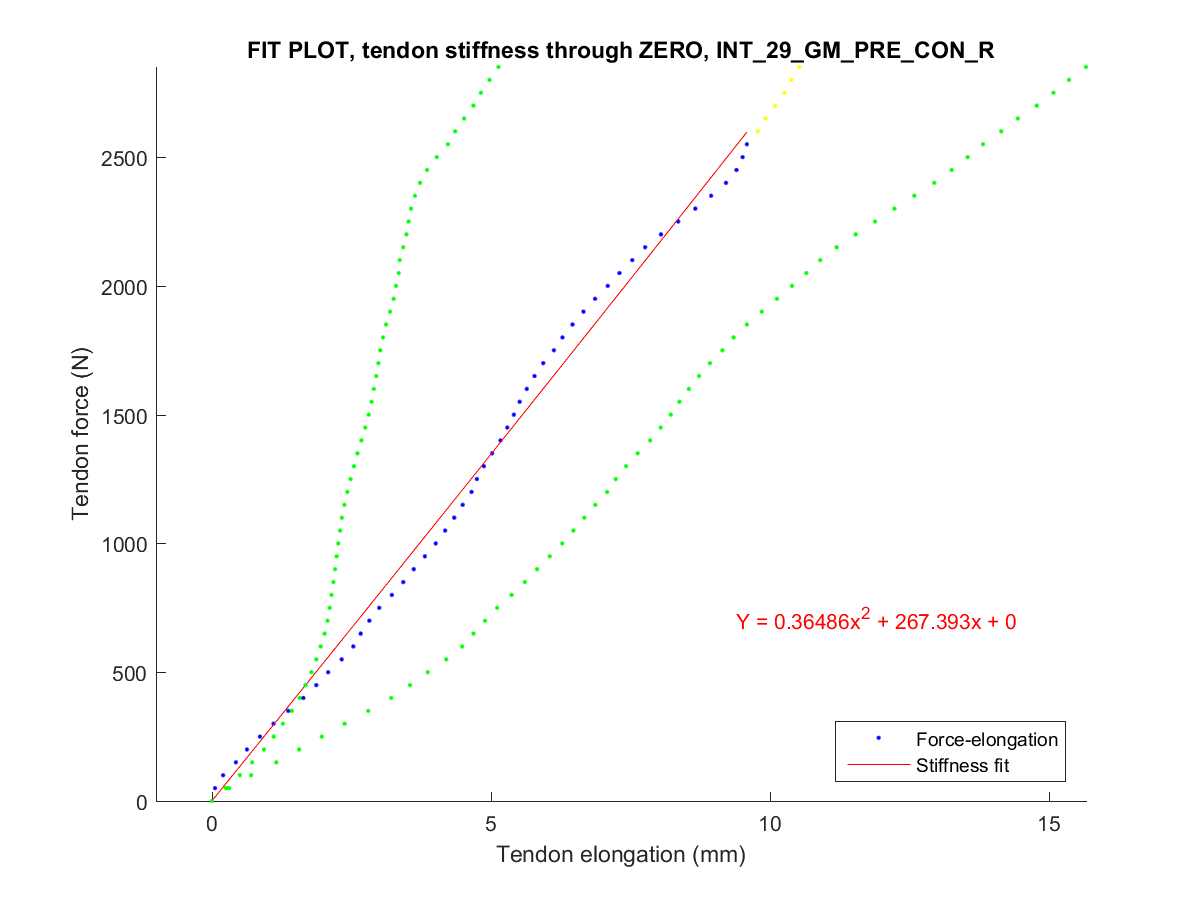 FIT PLOT, tendon stiffness through ZERO, INT_29_GM_PRE_CON_R
2500
2000
1500
1000
500
0
Tendon force (N)
Y = 0.36486x² + 267.393x + 0
Force-elongation
Stiffness fit
0 5 10 15
Tendon elongation (mm)